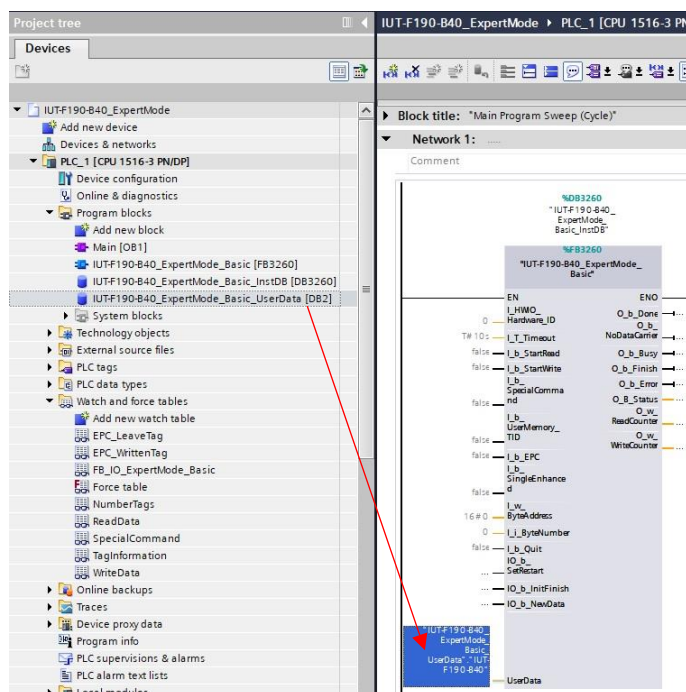 Project tree
Devices
IUT-F190-B40_ExpertMode
Add new device
Devices & networks
PLC_1 [CPU 1516-3 PN/DP]
Device configuration
Online & diagnostics
Program blocks
Add new block
Main [OB1]
IUT-F190-B40_ExpertMode_Basic [FB3260]
IUT-F190-B40_ExpertMode_Basic_InstDB [DB3260]
IUT-F190-B40_ExpertMode_Basic_UserData [DB2]
System blocks
Technology objects
External source files
PLC tags
PLC data types
Watch and force tables
Add new watch table
EPC_LeaveTag
EPC_WrittenTag
FB_IO_ExpertMode_Basic
Force table
NumberTags
ReadData
SpecialCommand
TagInformation
WriteData
Online backups
Traces
Device proxy data
Program info
PLC supervisions & alarms
PLC alarm text lists
Local modules
IUT-F190-B40_ExpertMode PLC_1 [CPU 1516-3 PN
Block title: "Main Program Sweep (Cycle)"
Network 1: .....
Comment
%DB3260
"IUT-F190-B40_
ExpertMode_
Basic_InstDB"
%FB3260
"IUT-F190-B40_ExpertMode_
Basic"
EN ENO
I_HWIO_
0 Hardware_ID O_b_Done ...
O_b_
T#10s I_T_Timeout NoDataCarrier ...
false I_b_StartRead O_b_Busy ...
false I_b_StartWrite O_b_Finish ...
I_b_ O_b_Error ...
SpecialComma
false nd O_B_Status ...
I_b_ O_w_
UserMemory_ ReadCounter ...
false TID O_w_
false I_b_EPC WriteCounter ...
I_b_
SingleEnhance
false d
I_w_
16#0 ByteAddress
0 I_i_ByteNumber
false I_b_Quit
IO_b_
... SetRestart
... IO_b_InitFinish
... IO_b_NewData
"IUT-F190-B40_
ExpertMode_
Basic_
UserData"."IUT-
F190-B40" UserData